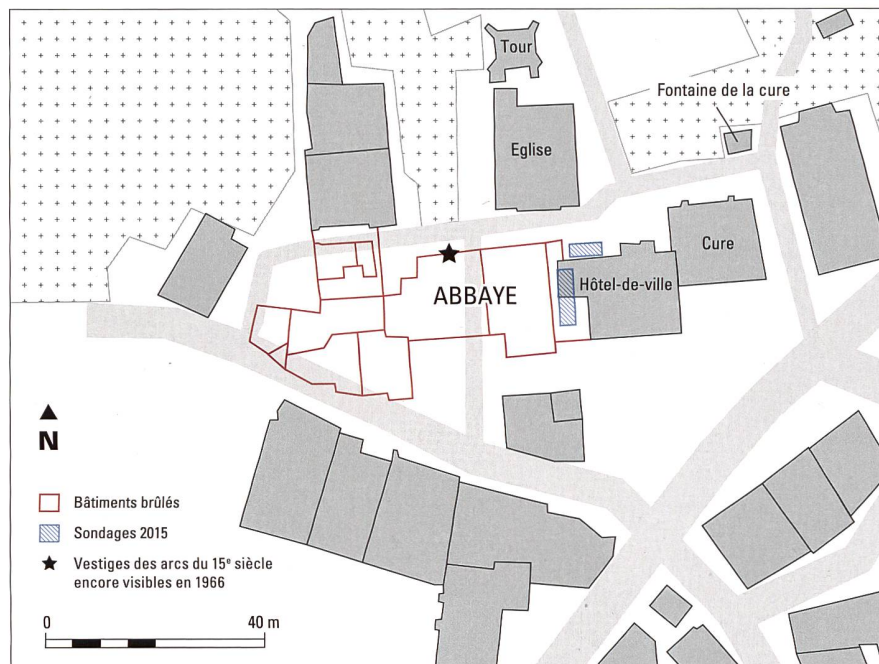 Tour
Fontaine de la cure
Eglise
Cure
Hôtel-de-ville
ABBAYE
N
Bâtiments brûlés
Sondages 2015
Vestiges des arcs du 15e siècle
encore visibles en 1966
0 40 m